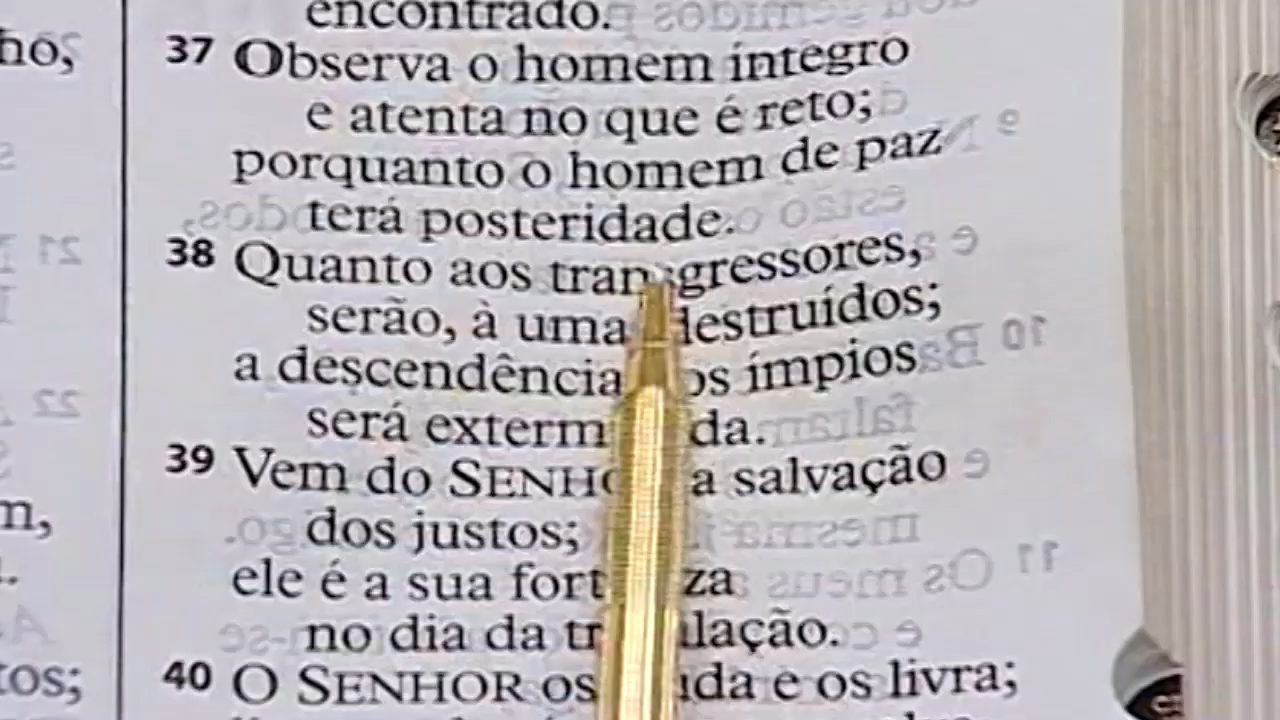 encontrado.
37 Observa o homem íntegro
e atenta no que é reto;
porquanto o homem de paz
terá posteridade.
38 Quanto aos transgressores,
serão, à uma, destruídos;
a descendência dos ímpios
será exterminada.
39 Vem do SENHOR a salvação
dos justos;
ele é a sua fortaleza
no dia da tribulação.
40 O SENHOR os ajuda e os livra;